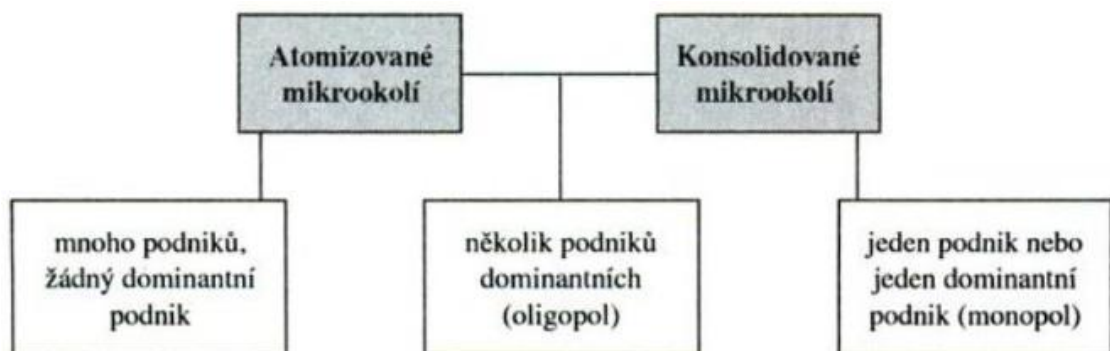 Atomizované
mikrookolí
Konsolidované
mikrookolí
mnoho podniků,
žádný dominantní
podnik
několik podniků
dominantních
(oligopol)
jeden podnik nebo
jeden dominantní
podnik (monopol)